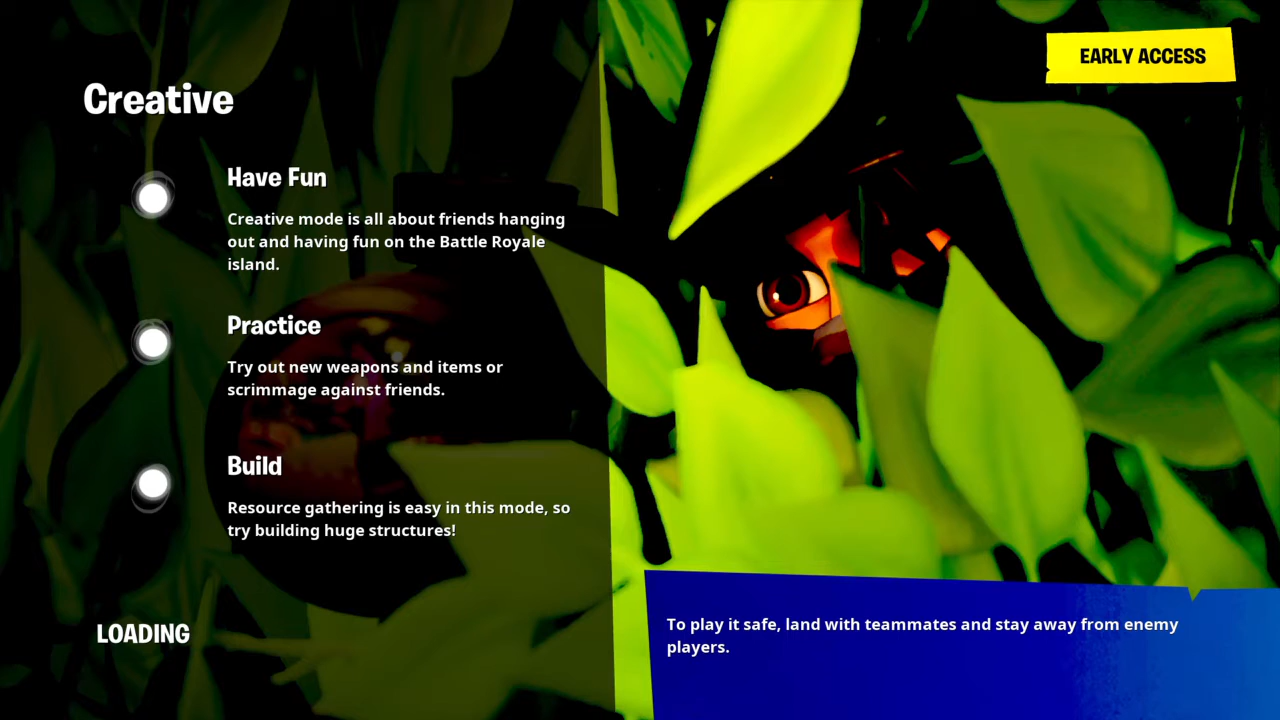 EARLY ACCESS
Creative
Have Fun
Creative mode is all about friends hanging
out and having fun on the Battle Royale
island.
Practice
Try out new weapons and items or
scrimmage against friends.
Build
Resource gathering is easy in this mode, so
try building huge structures!
LOADING
To play it safe, land with teammates and stay away from enemy
players.